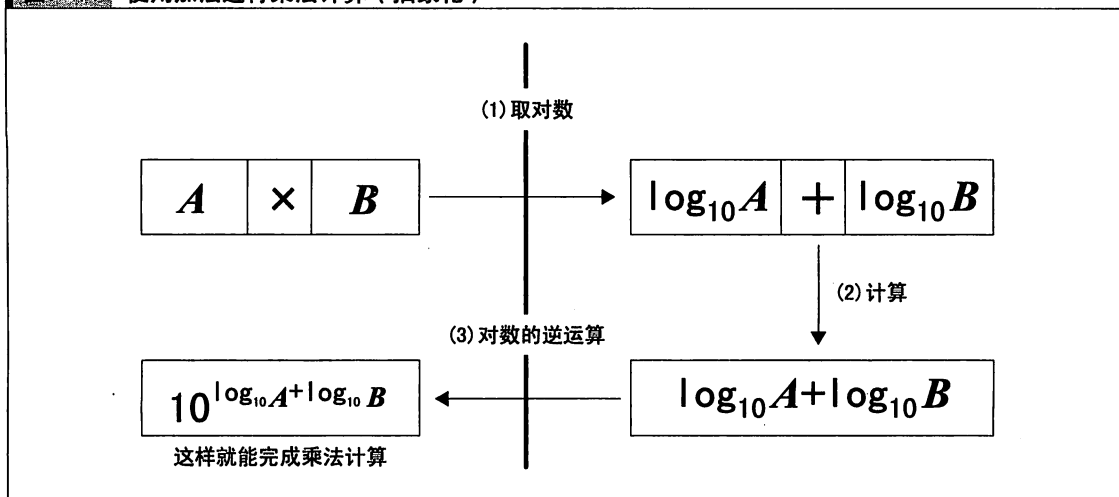 (1)取对数
A × B
log₁₀A + log₁₀B
(2)计算
(3)对数的逆运算
10^(log₁₀A+log₁₀B)
log₁₀A+log₁₀B
这样就能完成乘法计算